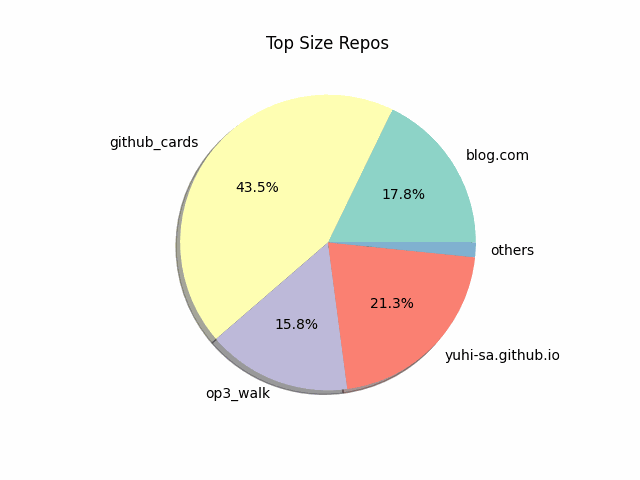 Top Size Repos
github_cards
43.5%
blog.com
17.8%
others
15.8%
21.3%
yuhi-sa.github.io
op3_walk